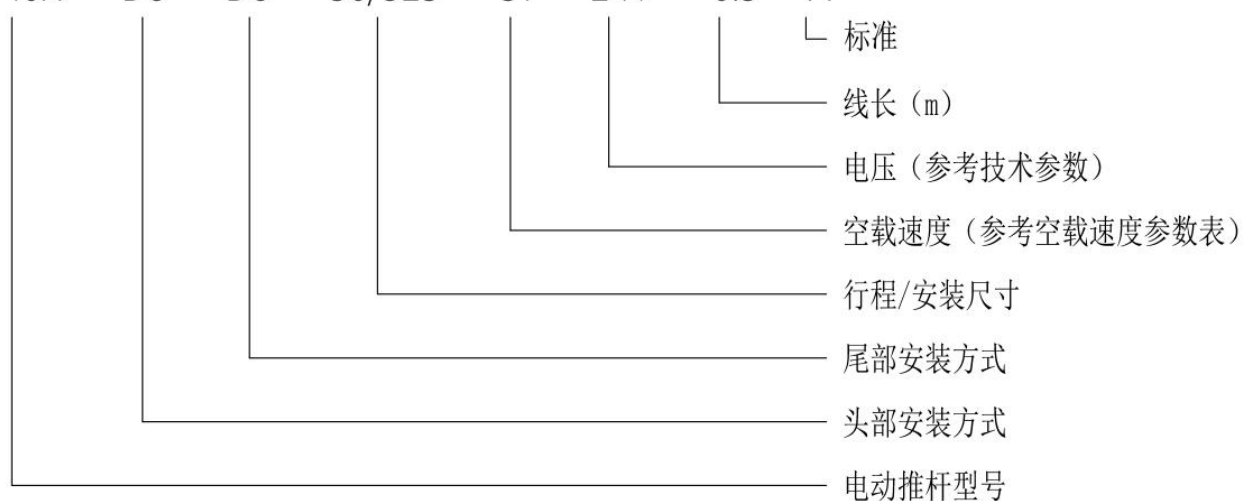 标准
线长（m）
电压（参考技术参数）
空载速度（参考空载速度参数表）
行程/安装尺寸
尾部安装方式
头部安装方式
电动推杆型号